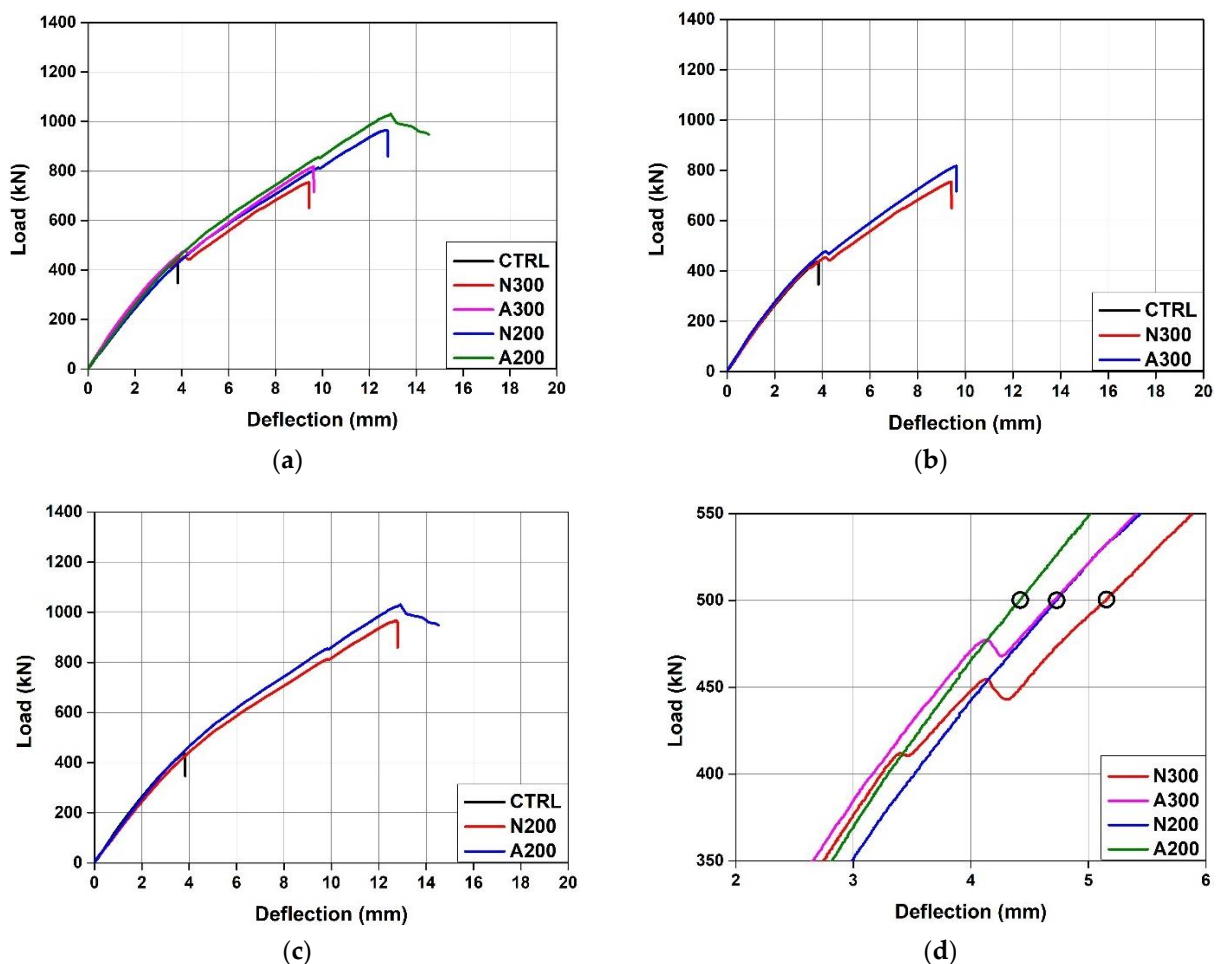 1400
1200
1000
800
600
400
200
0
Load (kN)
0 2 4 6 8 10 12 14 16 18 20
Deflection (mm)
CTRL
N300
A300
N200
A200
(a)
1400
1200
1000
800
600
400
200
0
Load (kN)
0 2 4 6 8 10 12 14 16 18 20
Deflection (mm)
CTRL
N300
A300
(b)
1400
1200
1000
800
600
400
200
0
Load (kN)
0 2 4 6 8 10 12 14 16 18 20
Deflection (mm)
CTRL
N200
A200
(c)
550
500
450
400
350
Load (kN)
2 3 4 5 6
Deflection (mm)
N300
A300
N200
A200
(d)